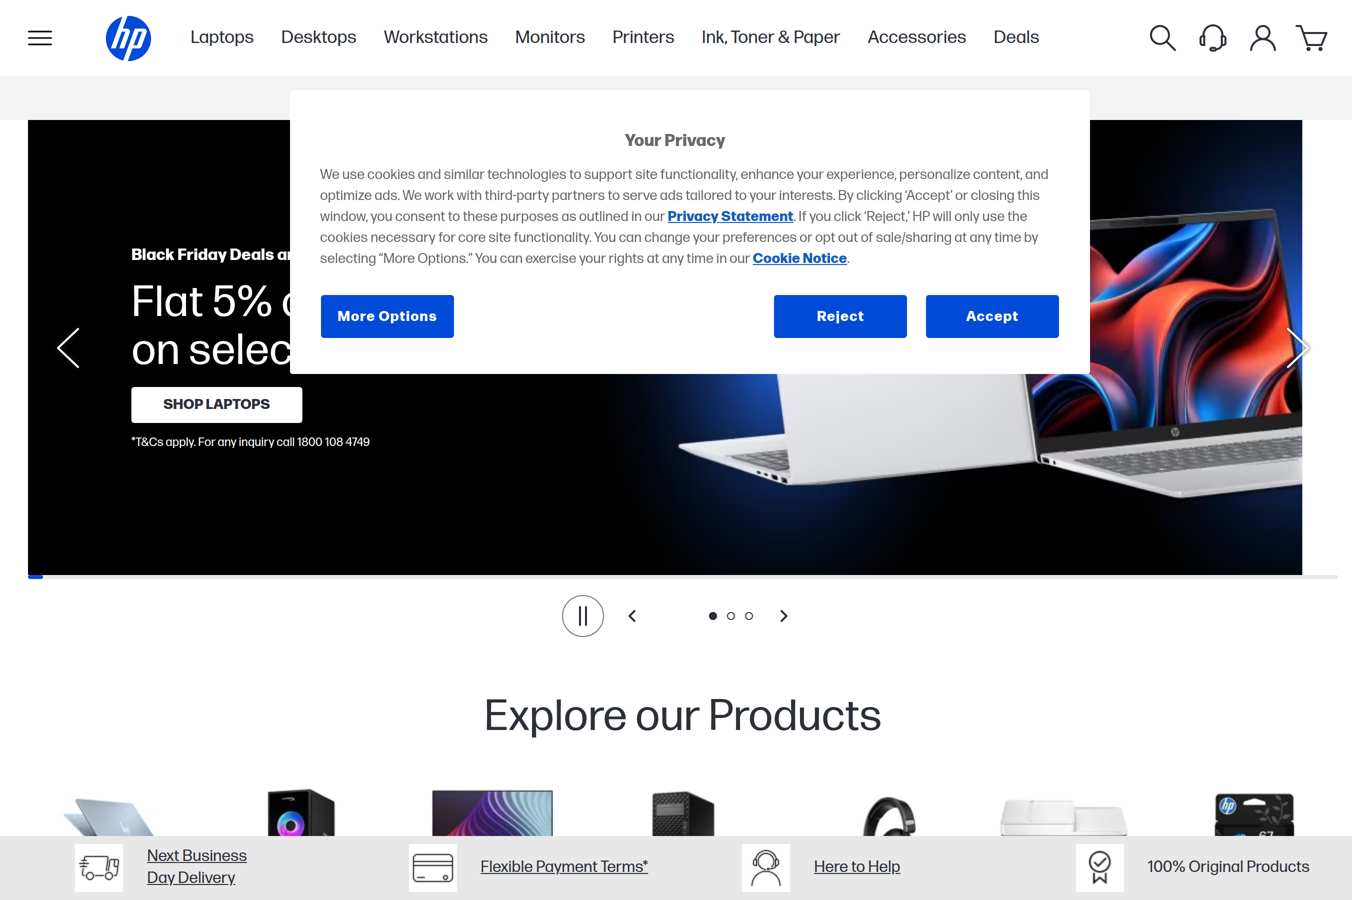 hp
Laptops
Desktops
Workstations
Monitors
Printers
Ink, Toner & Paper
Accessories
Deals
Your Privacy
We use cookies and similar technologies to support site functionality, enhance your experience, personalize content, and
optimize ads. We work with third-party partners to serve ads tailored to your interests. By clicking ‘Accept’ or closing this
window, you consent to these purposes as outlined in our Privacy Statement. If you click ‘Reject,’ HP will only use the
cookies necessary for core site functionality. You can change your preferences or opt out of sale/sharing at any time by
selecting “More Options.” You can exercise your rights at any time in our Cookie Notice.
More Options
Reject
Accept
Black Friday Deals
Flat 5%
on selec
SHOP LAPTOPS
*T&Cs apply. For any inquiry call 1800 108 4749
Explore our Products
hp
67
Next Business
Day Delivery
Flexible Payment Terms*
Here to Help
100% Original Products